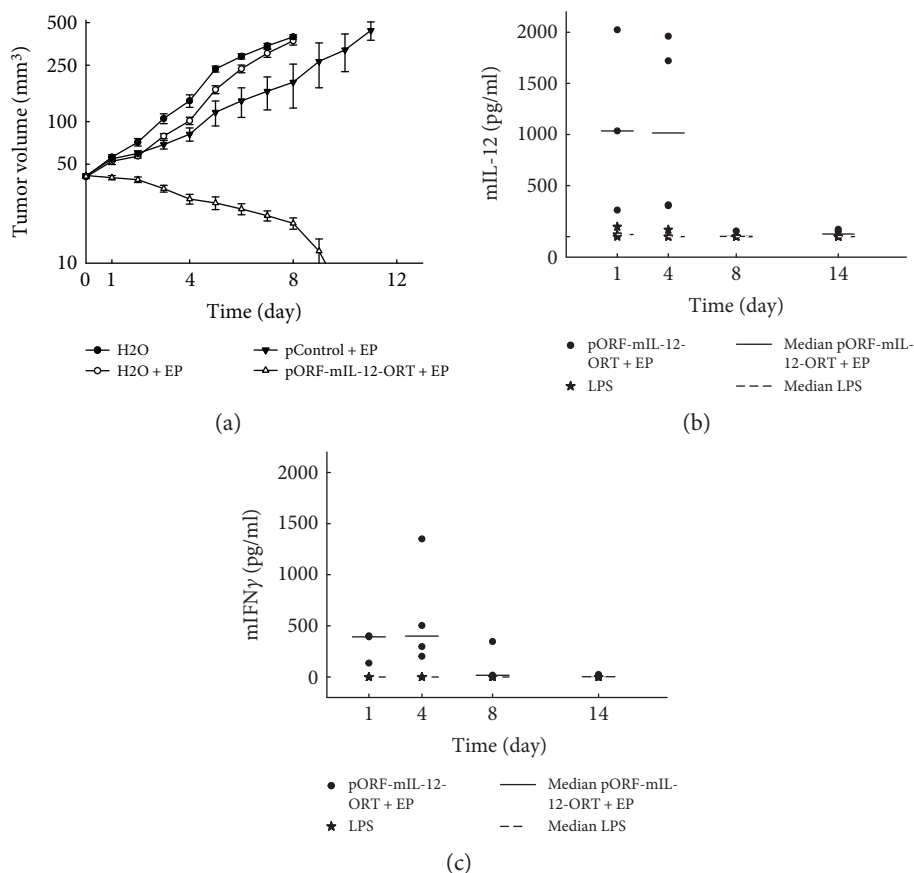 500
250
100
50
10
Tumor volume (mm³)
0 1 4 8 12
Time (day)
H2O
H2O + EP
pControl + EP
pORF-mIL-12-ORT + EP
(a)
2000
1500
1000
500
0
mIL-12 (pg/ml)
1 4 8 14
Time (day)
pORF-mIL-12-
ORT + EP
LPS
Median pORF-mIL-
12-ORT + EP
Median LPS
(b)
2000
1500
1000
500
0
mIFNγ (pg/ml)
1 4 8 14
Time (day)
pORF-mIL-12-
ORT + EP
LPS
Median pORF-mIL-
12-ORT + EP
Median LPS
(c)